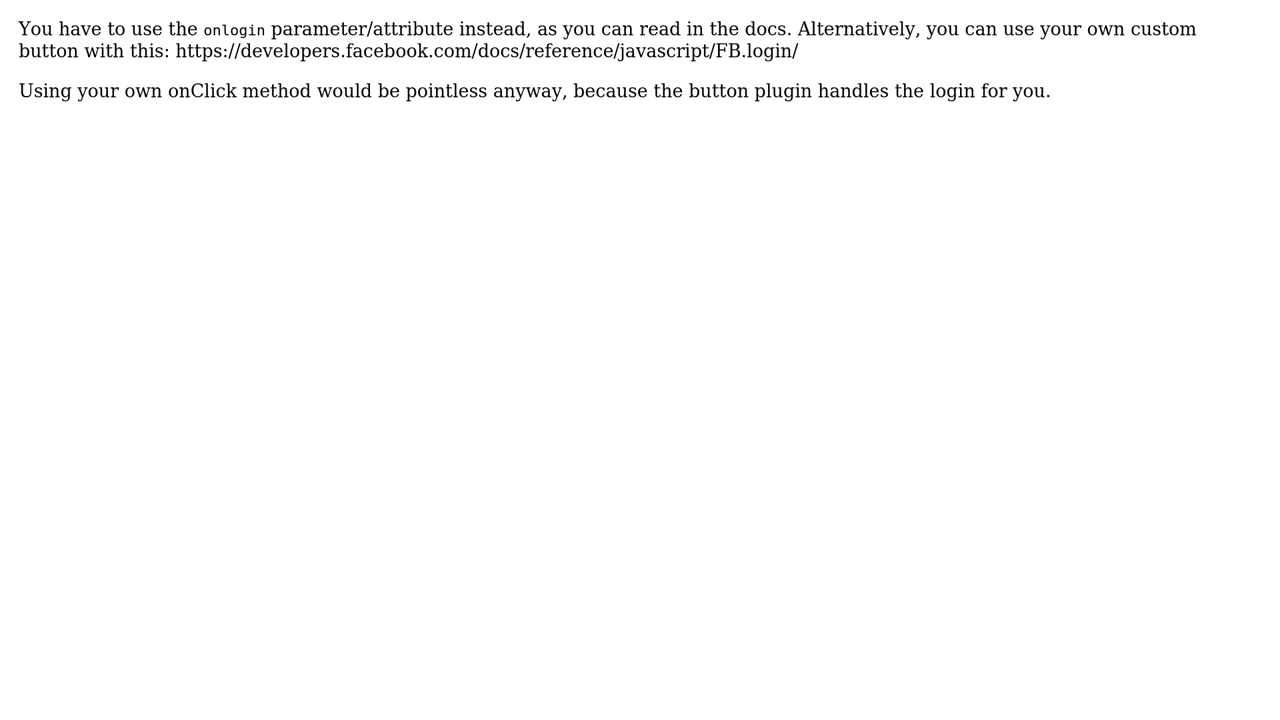 You have to use the onlogin parameter/attribute instead, as you can read in the docs. Alternatively, you can use your own custom
button with this: https://developers.facebook.com/docs/reference/javascript/FB.login/
Using your own onClick method would be pointless anyway, because the button plugin handles the login for you.